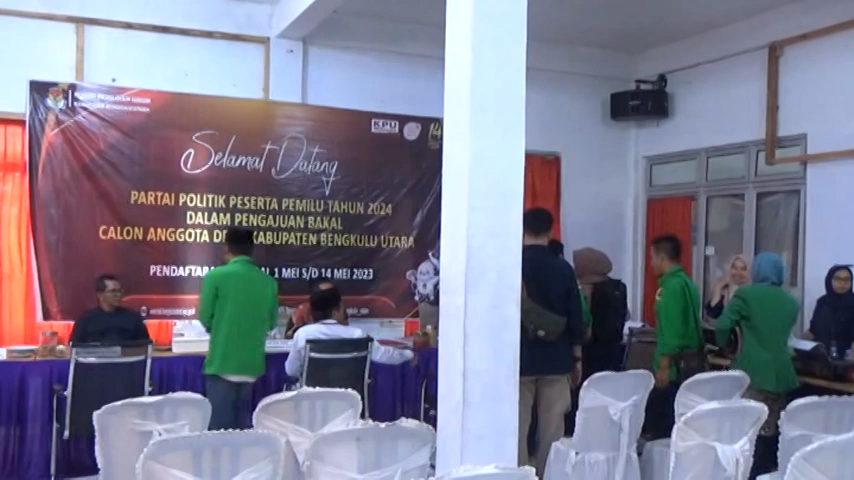 KPU
Selamat Datang
PARTAI POLITIK PESERTA PEMILU TAHUN 2024
DALAM PENGAJUAN BAKAL
CALON ANGGOTA KABUPATEN BENGKULU UTARA
1 MEI S/D 14 MEI 2023